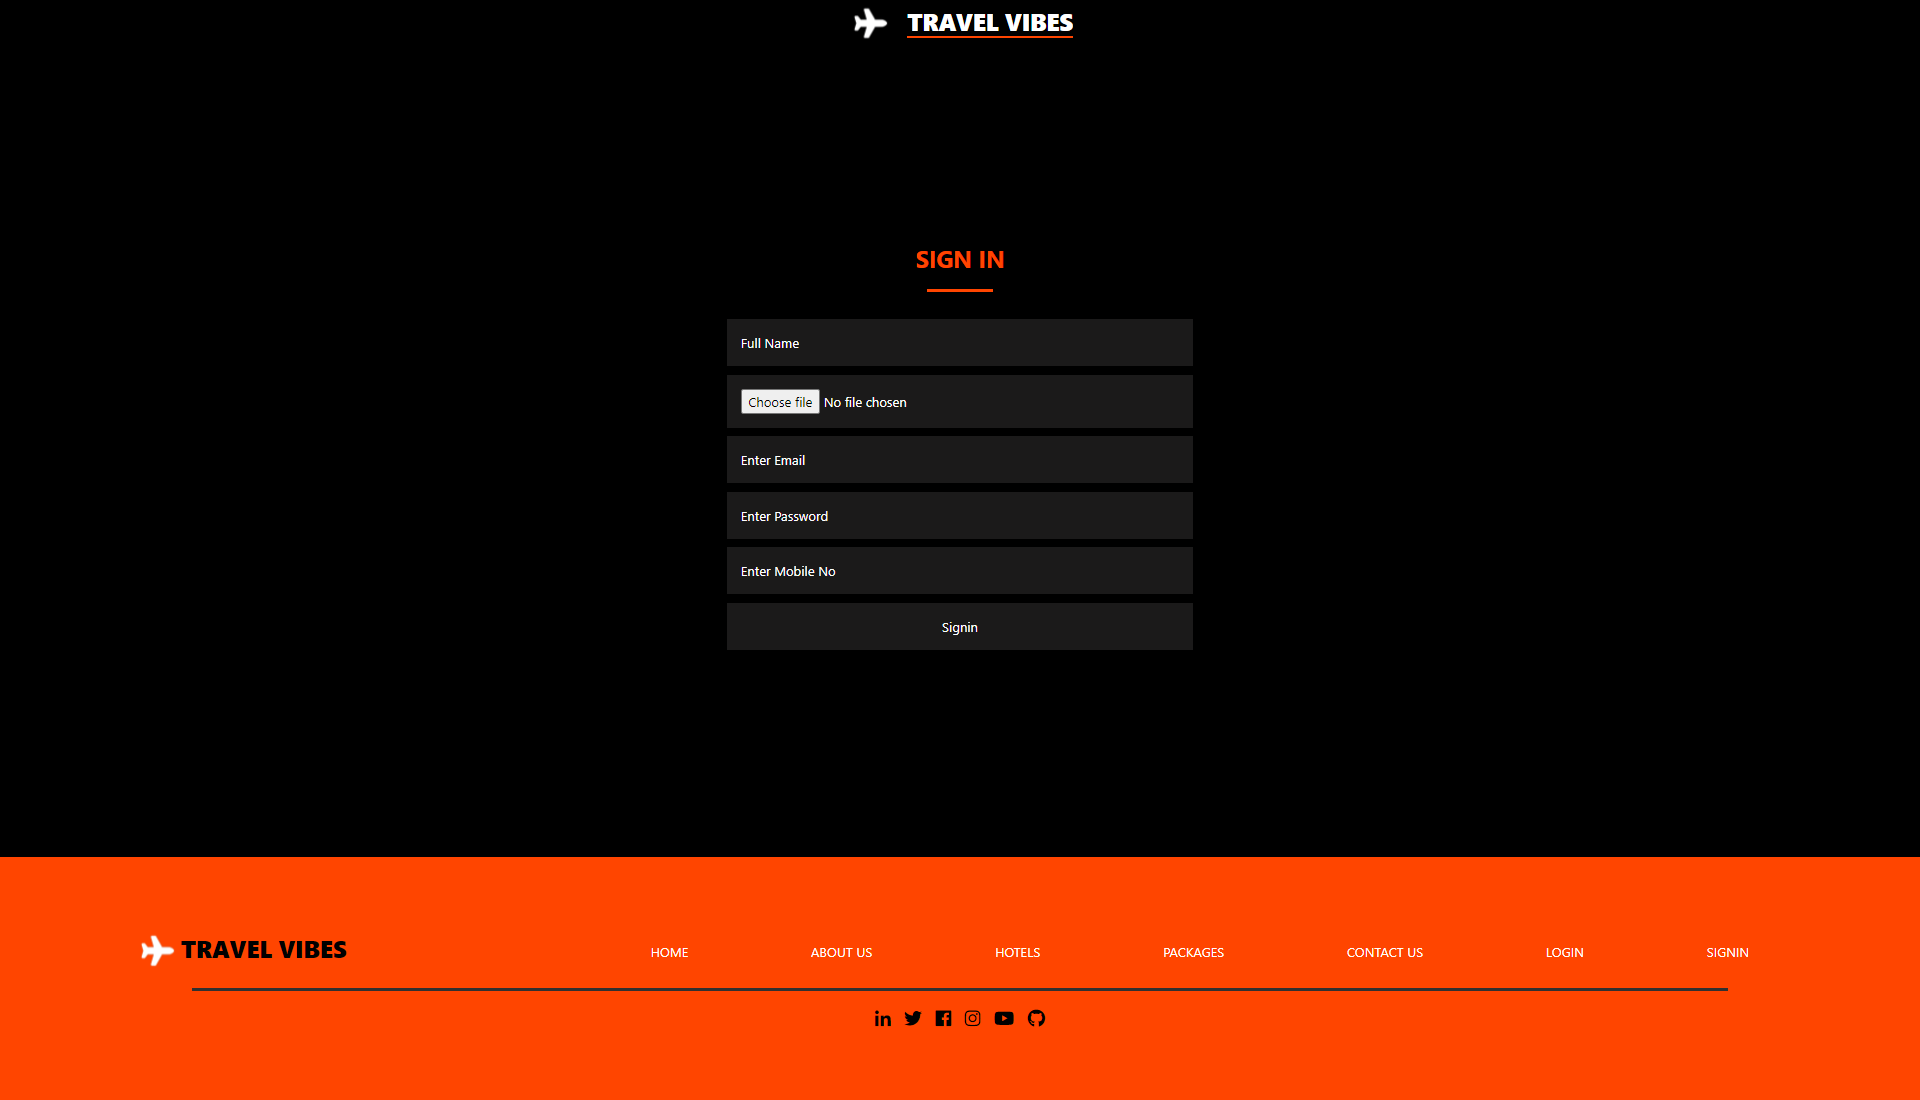 TRAVEL VIBES
SIGN IN
Full Name
Choose file No file chosen
Enter Email
Enter Password
Enter Mobile No
Signin
TRAVEL VIBES
HOME ABOUT US HOTELS PACKAGES CONTACT US LOGIN SIGNIN